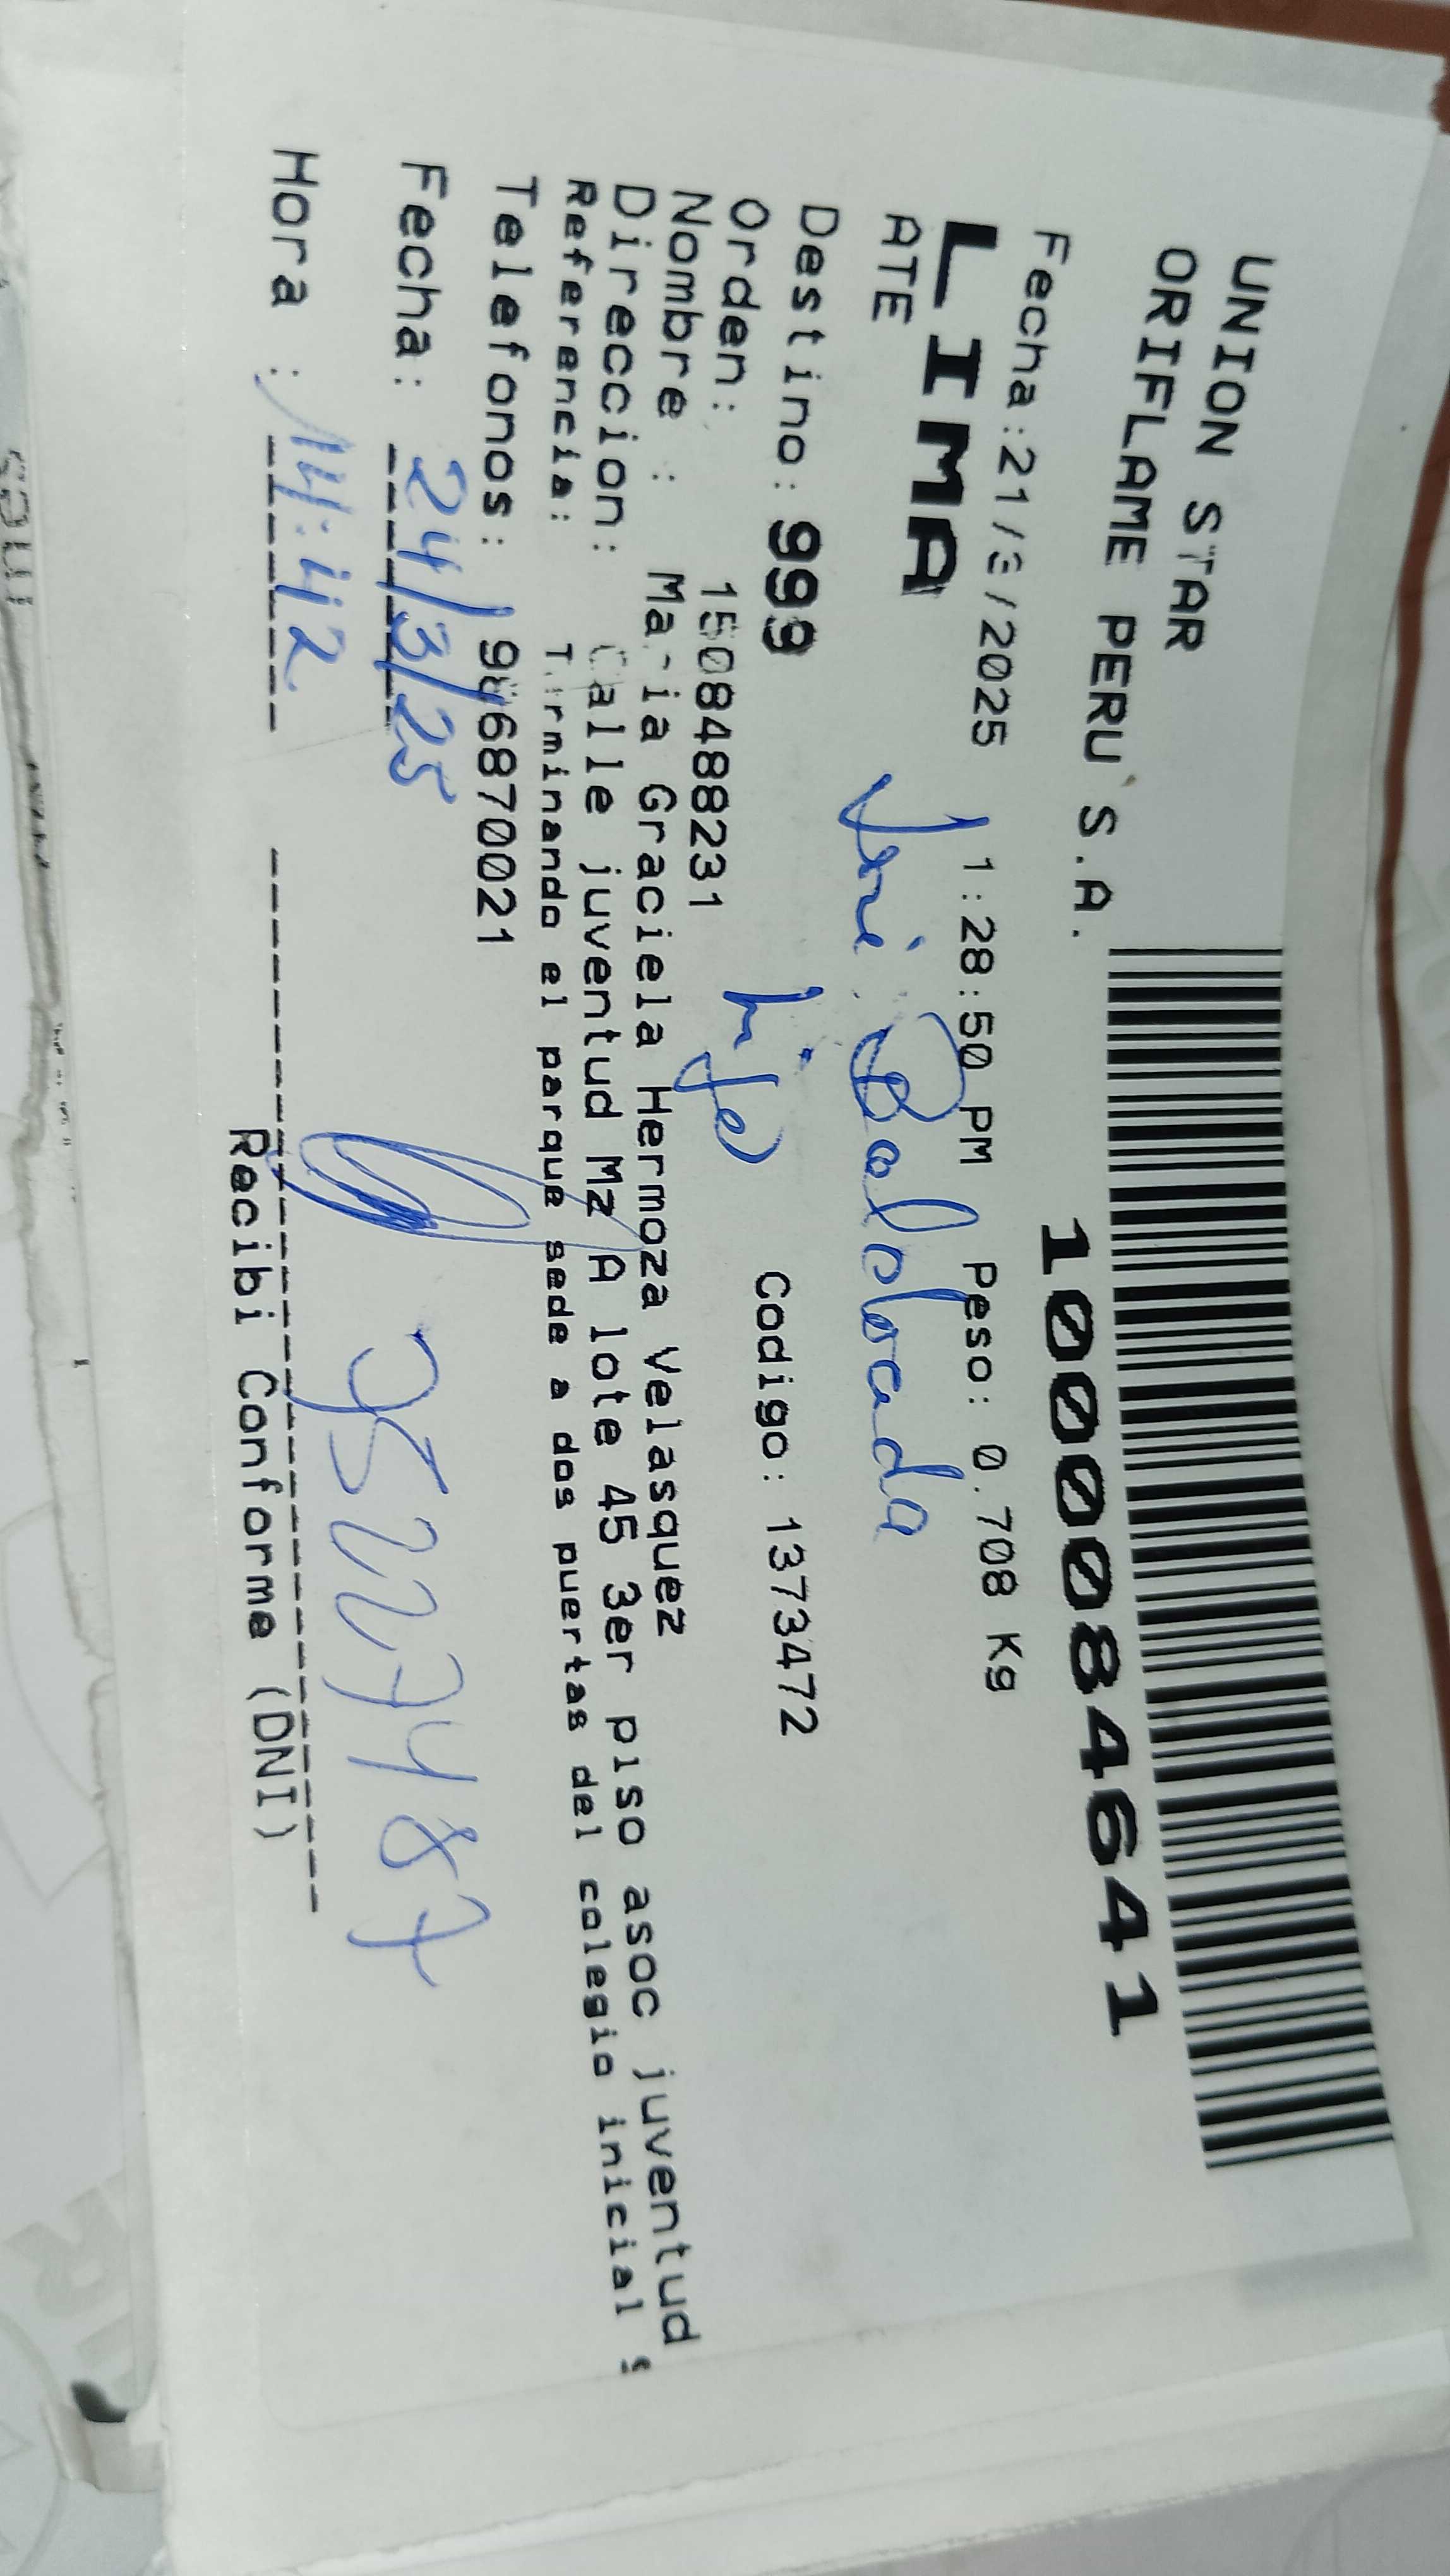 UNION STAR
ORIFLAME PERU S.A.
1000084641
Fecha:21/3/2025 1:28:50 PM Peso: 0.708 Kg
LIMA
ATE
Baldoceda
Destino: 999 Codigo: 1373472
hijo
Orden: 1508488231
Nombre : Maria Graciela Hermoza Velasquez
Direccion: Calle juventud Mz A lote 45 3er piso asoc juventud
Referencia: Terminando el parque sede a dos puertas del colegio inicial
Telefonos:
Fecha: 24/3/25
Hora : 14:42
Recibi Conforme (DNI)